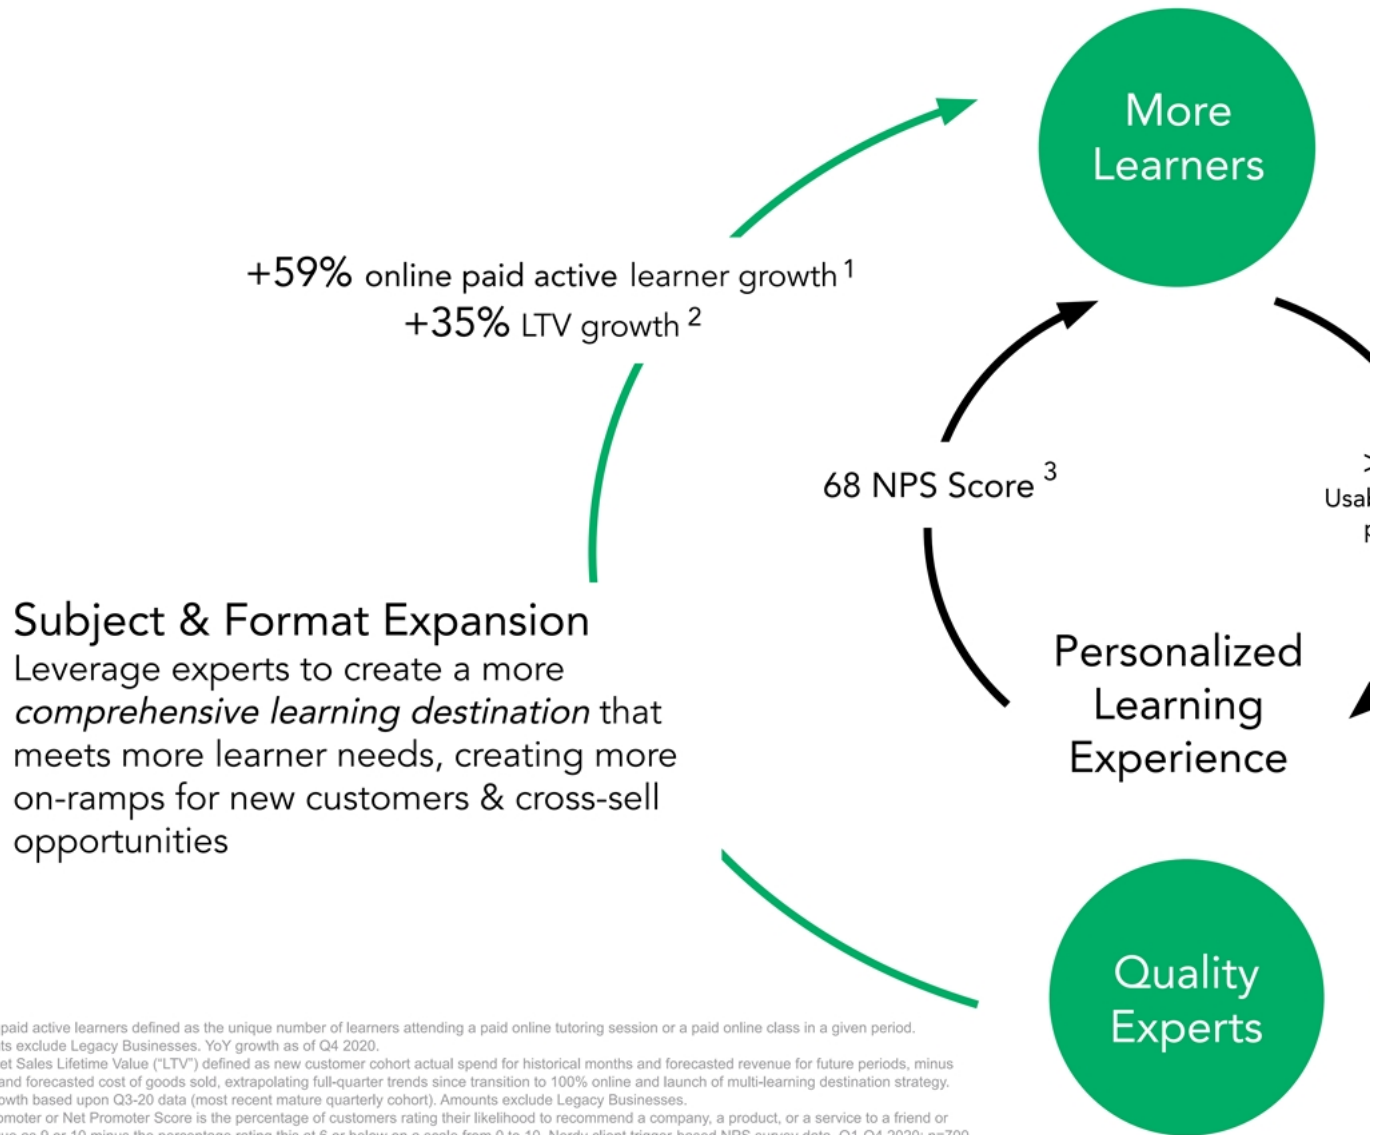 More
Learners
+59% online paid active learner growth 1
+35% LTV growth 2
68 NPS Score 3
Subject & Format Expansion
Leverage experts to create a more
comprehensive learning destination that
meets more learner needs, creating more
on-ramps for new customers & cross-sell
opportunities
Personalized
Learning
Experience
Quality
Experts
paid active learners defined as the unique number of learners attending a paid online tutoring session or a paid online class in a given period.
exclude Legacy Businesses. YoY growth as of Q4 2020.
Sales Lifetime Value (“LTV”) defined as new customer cohort actual spend for historical months and forecasted revenue for future periods, minus
and forecasted cost of goods sold, extrapolating full-quarter trends since transition to 100% online and launch of multi-learning destination strategy.
based upon Q3-20 data (most recent mature quarterly cohort). Amounts exclude Legacy Businesses.
or Net Promoter Score is the percentage of customers rating their likelihood to recommend a company, a product, or a service to a friend or